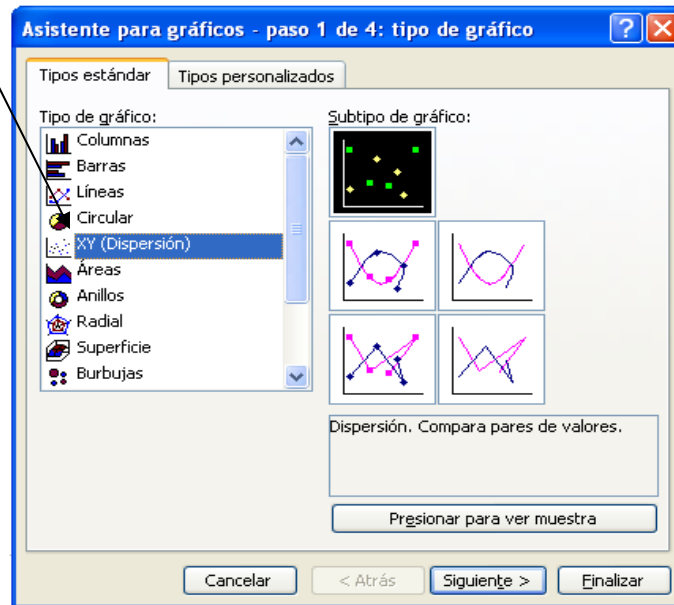 Asistente para gráficos - paso 1 de 4: tipo de gráfico
Tipos estándar
Tipos personalizados
Tipo de gráfico:
Columnas
Barras
Líneas
Circular
XY (Dispersión)
Áreas
Anillos
Radial
Superficie
Burbujas
Subtipo de gráfico:
Dispersión. Compara pares de valores.
Presionar para ver muestra
Cancelar
< Atrás
Siguiente >
Finalizar